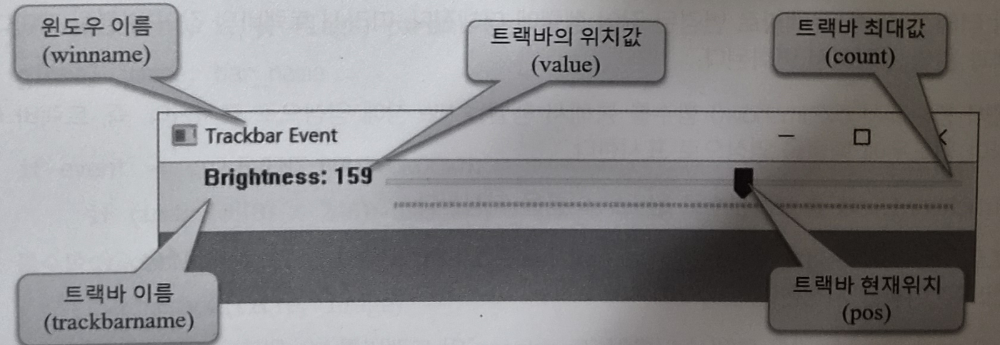 윈도우 이름
(winname)
트랙바의 위치값
(value)
트랙바 최대값
(count)
Trackbar Event
Brightness: 159
트랙바 이름
(trackbarname)
트랙바 현재위치
(pos)